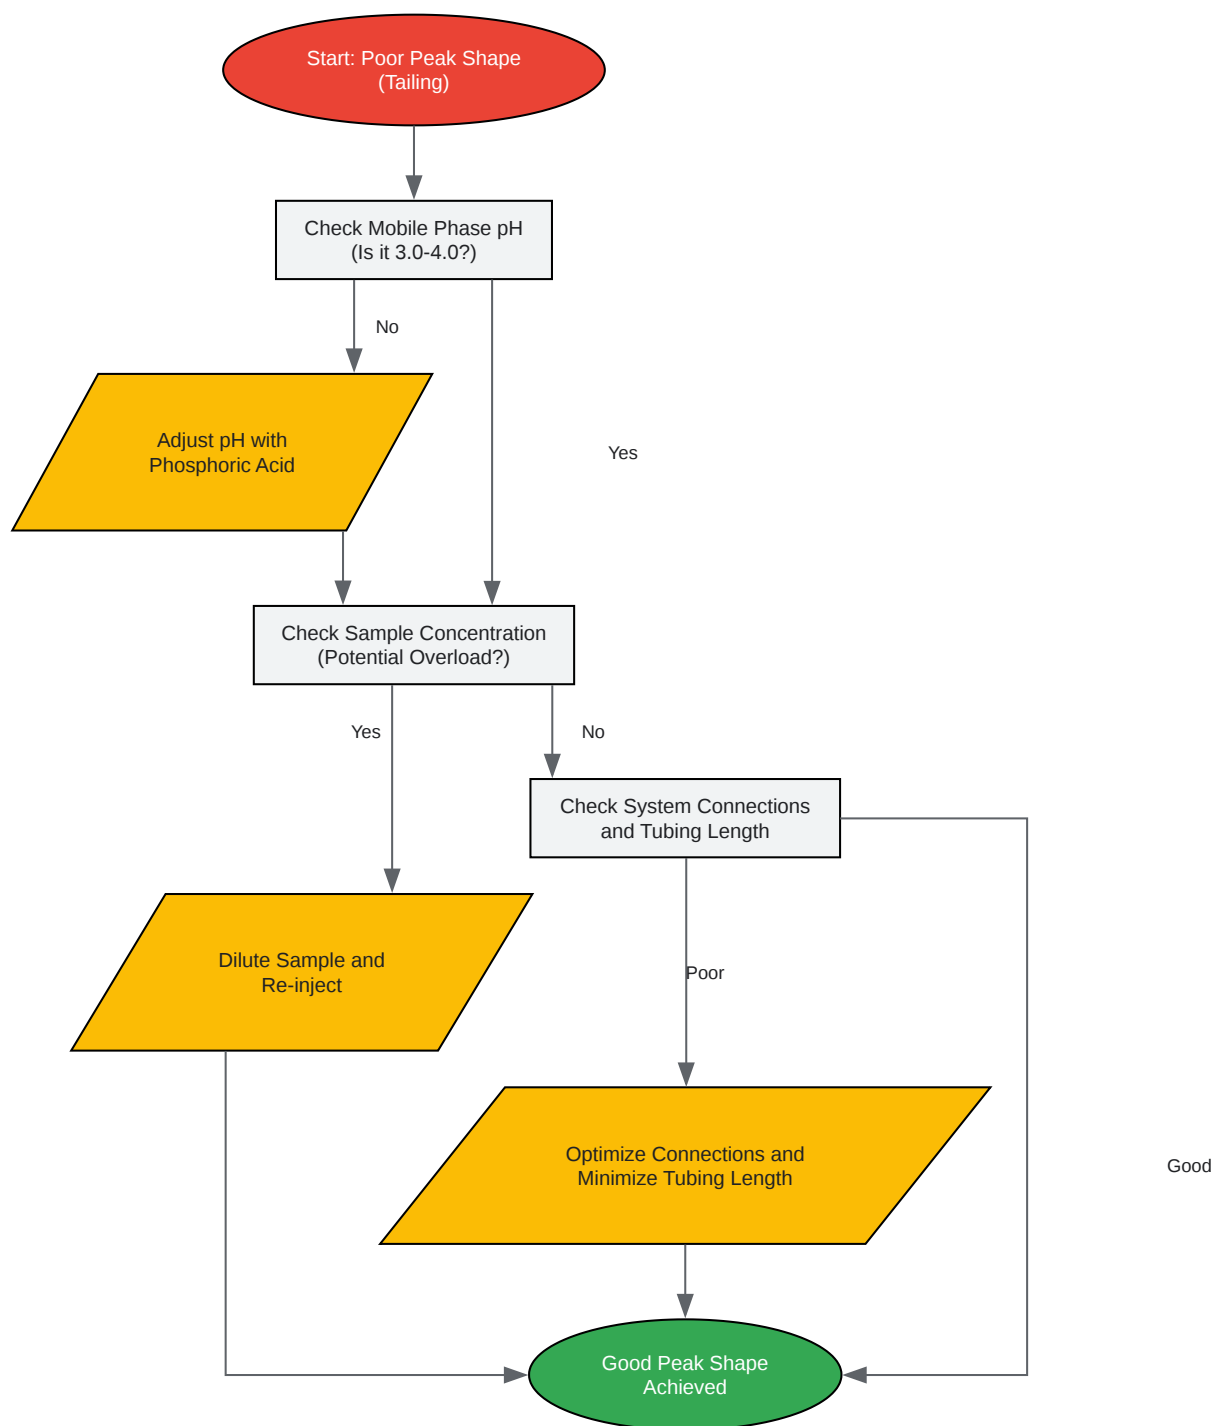 Start: Poor Peak Shape
(Tailing)
Check Mobile Phase pH
(Is it 3.0-4.0?)
No
Adjust pH with
Phosphoric Acid
Yes
Check Sample Concentration
(Potential Overload?)
Yes
No
Check System Connections
and Tubing Length
Dilute Sample and
Re-inject
Poor
Optimize Connections and
Minimize Tubing Length
Good
Good Peak Shape
Achieved